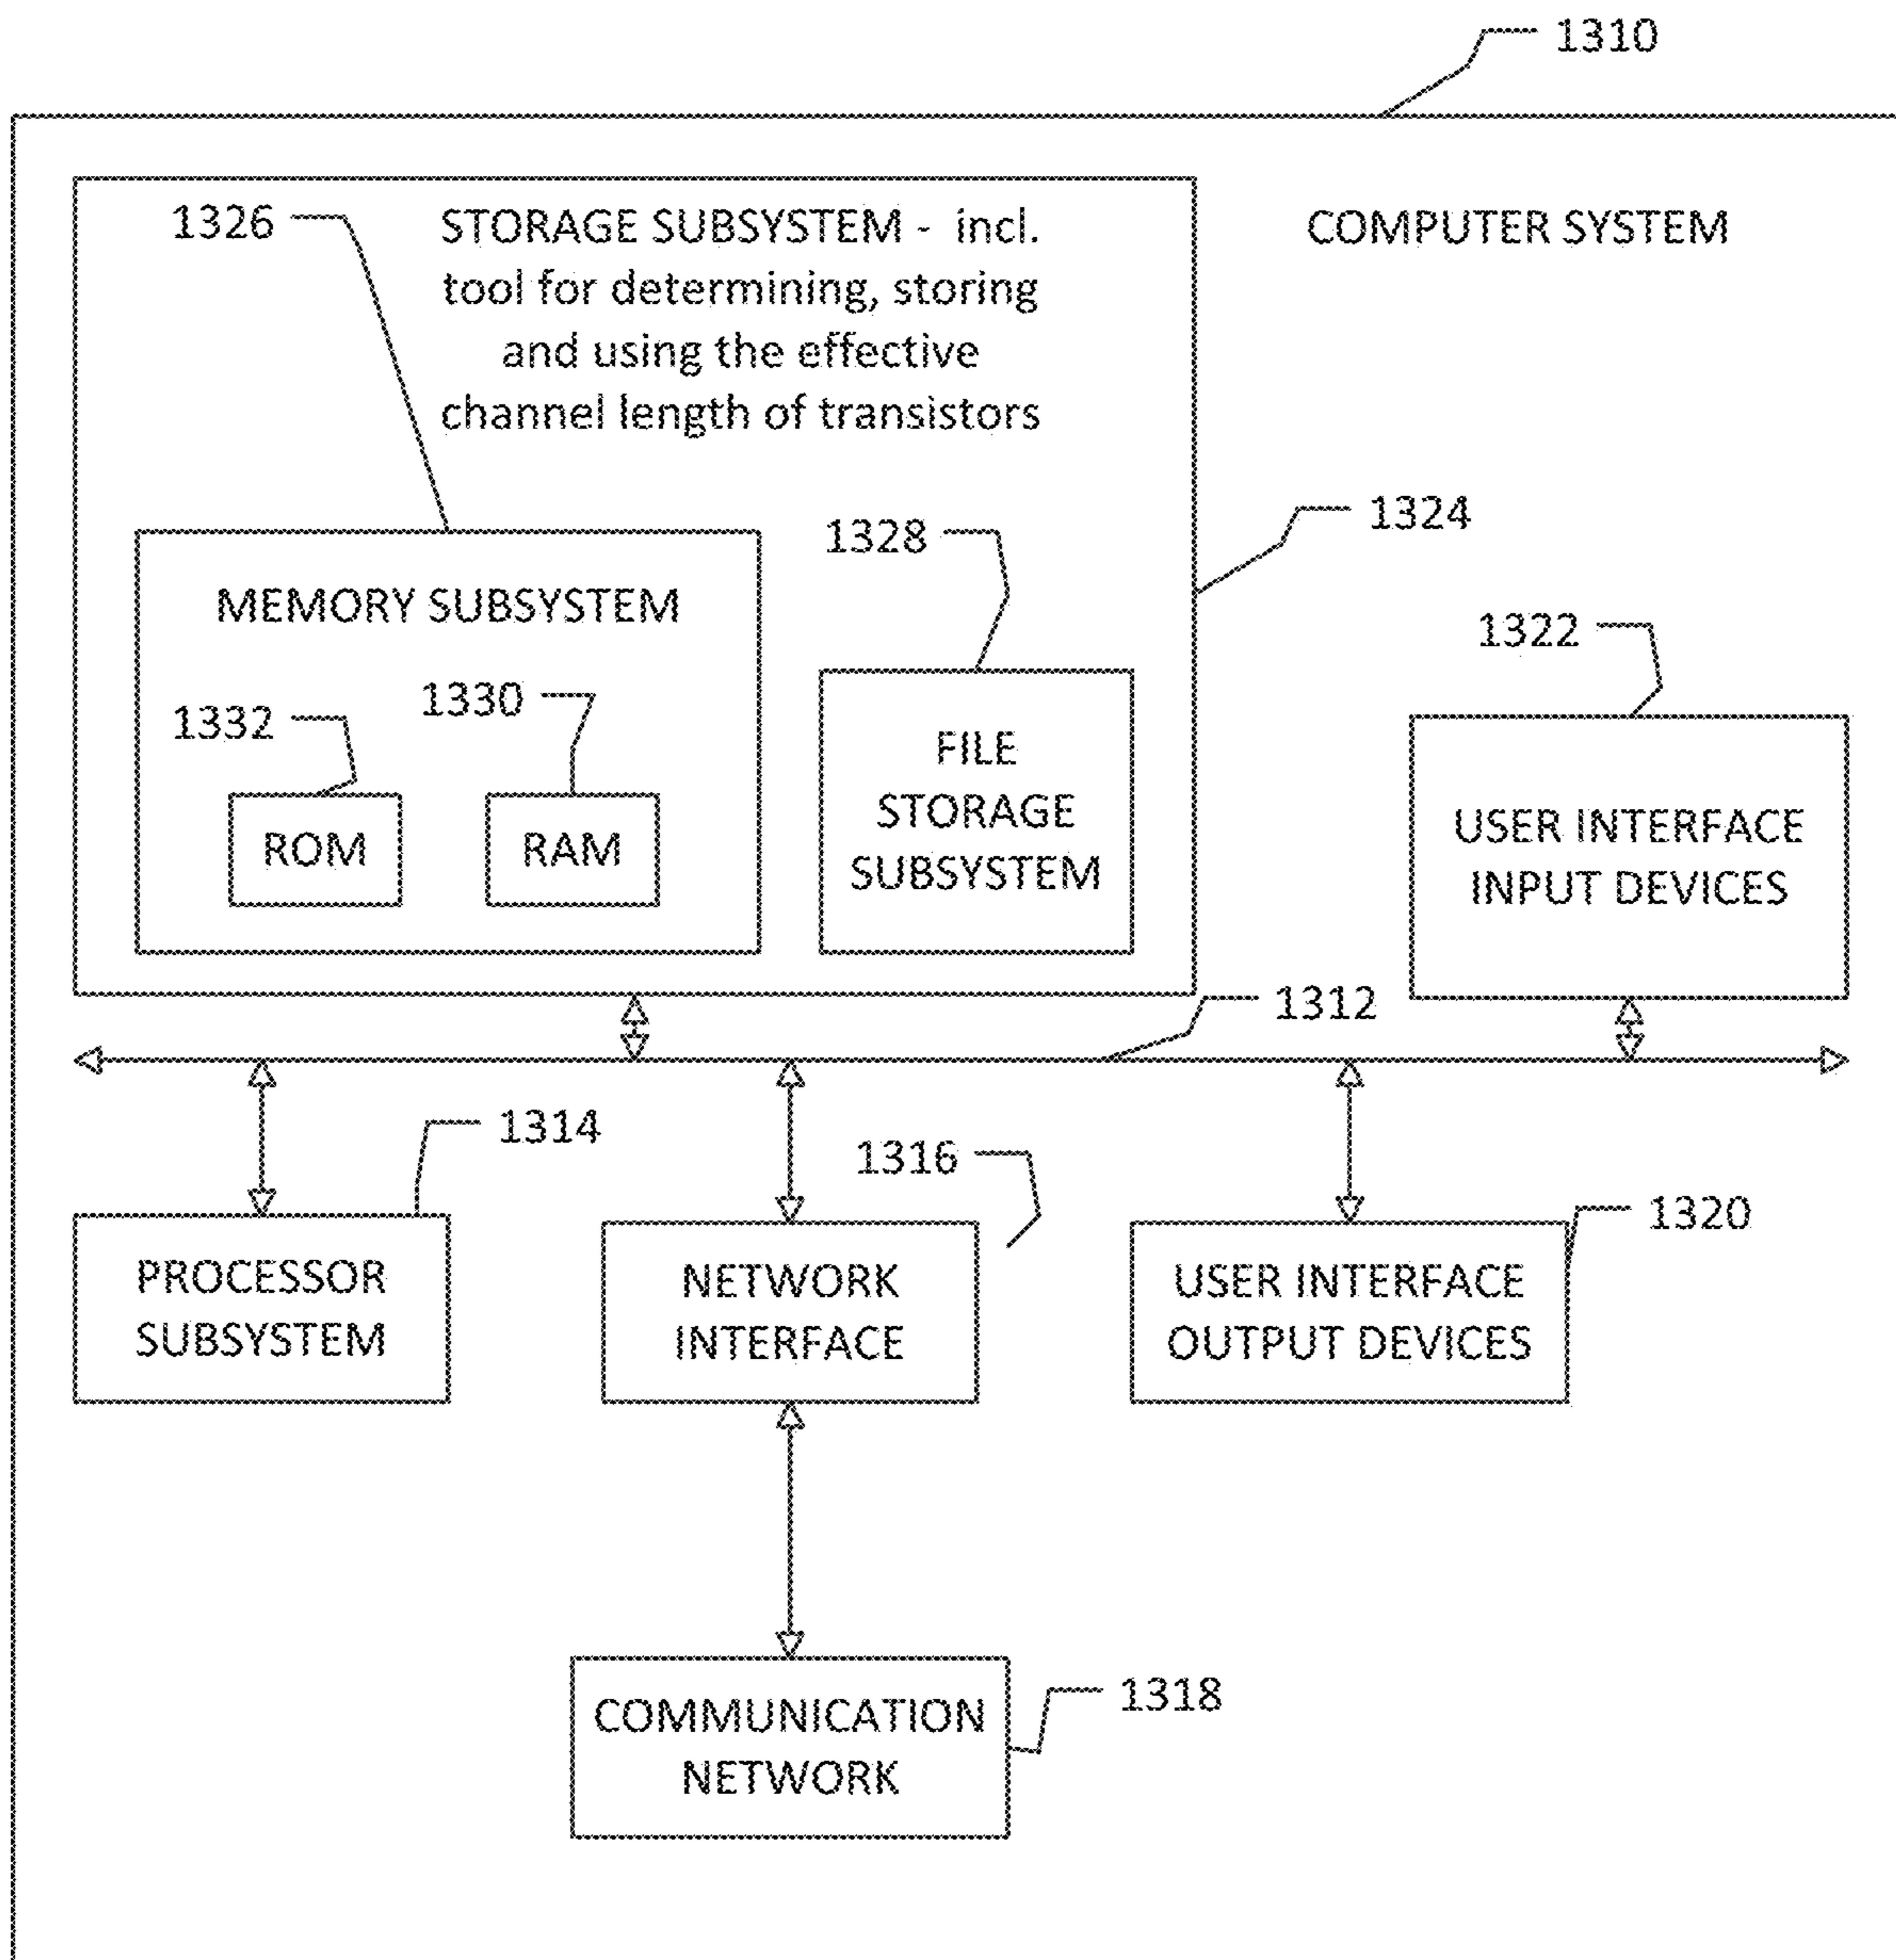 1310
1326
STORAGE SUBSYSTEM - incl.
tool for determining, storing
and using the effective
channel length of transistors
COMPUTER SYSTEM
1324
1328
MEMORY SUBSYSTEM
1322
1332
1330
ROM
RAM
FILE
STORAGE
SUBSYSTEM
USER INTERFACE
INPUT DEVICES
1312
1314
1316
1320
PROCESSOR
SUBSYSTEM
NETWORK
INTERFACE
USER INTERFACE
OUTPUT DEVICES
1318
COMMUNICATION
NETWORK